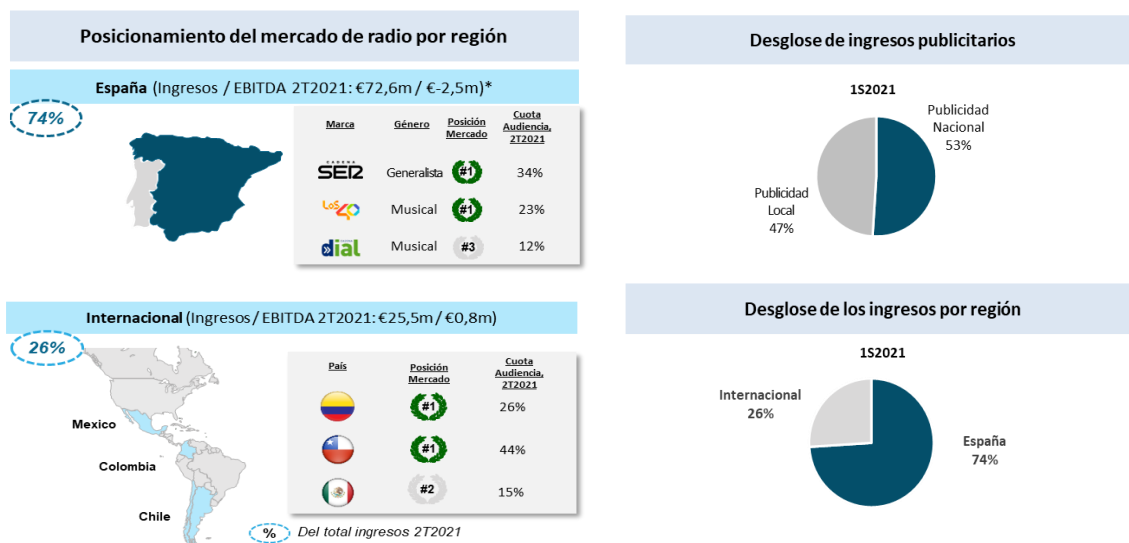 Posicionamiento del mercado de radio por región
España (Ingresos / EBITDA 2T2021: €72,6m / €-2,5m)*
74%
Marca
Género
Posición
Mercado
Cuota
Audiencia,
2T2021
CADENA
SER
Generalista
#1
34%
Los 40
Musical
#1
23%
dial
Musical
#3
12%
Internacional (Ingresos / EBITDA 2T2021: €25,5m / €0,8m)
26%
Mexico
Colombia
Chile
País
Posición
Mercado
Cuota
Audiencia,
2T2021
#1
26%
#1
44%
#2
15%
% Del total ingresos 2T2021
Desglose de ingresos publicitarios
1S2021
Publicidad
Nacional
53%
Publicidad
Local
47%
Desglose de los ingresos por región
1S2021
Internacional
26%
España
74%